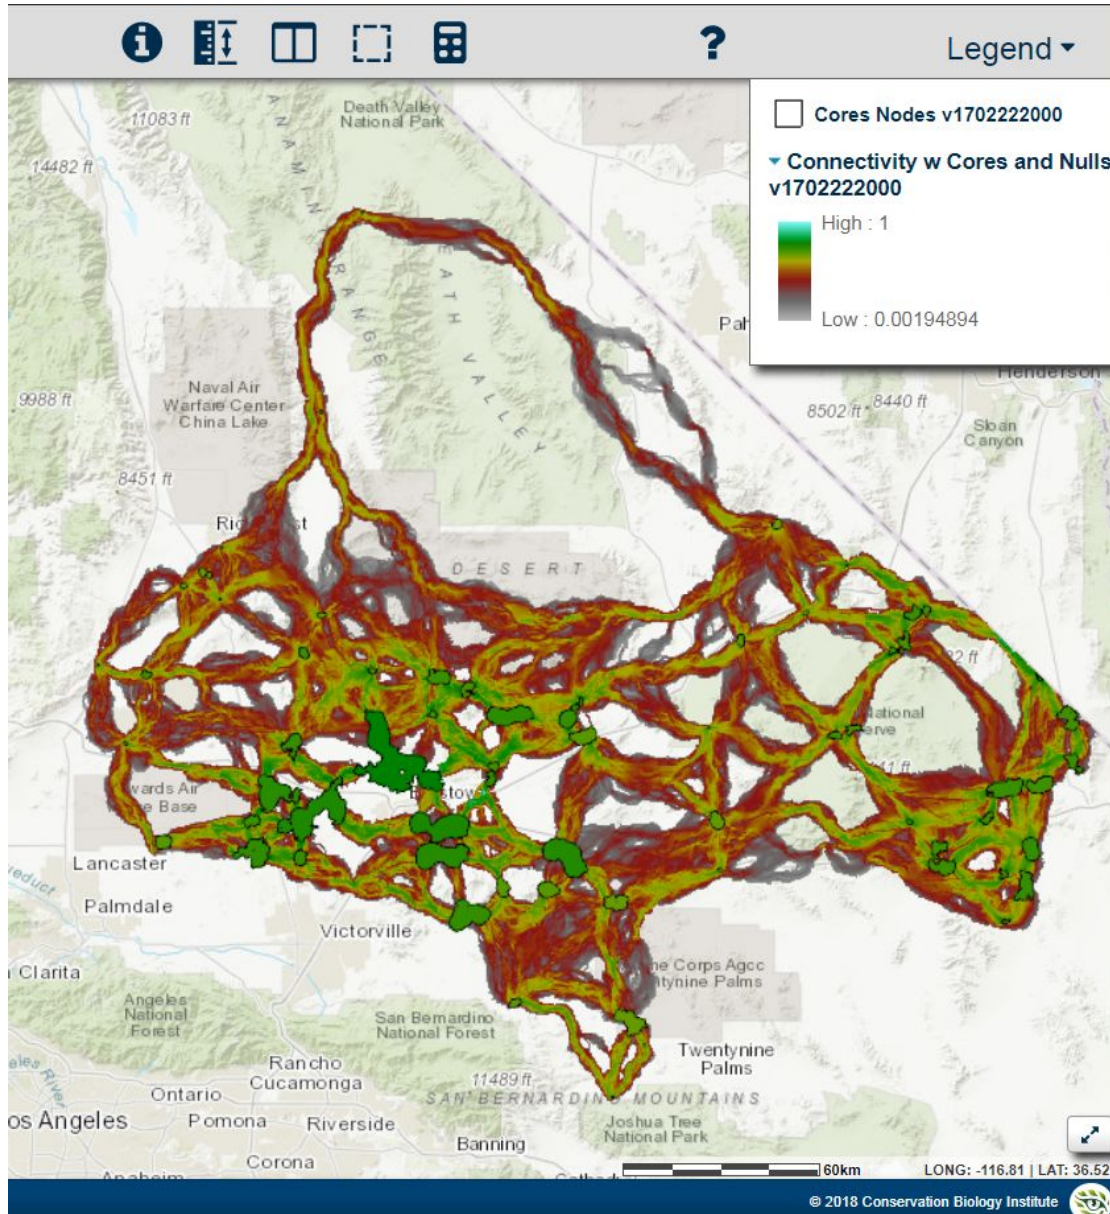 Legend
Cores Nodes v1702222000
Connectivity w Cores and Nulls
v1702222000
High : 1
Low : 0.00194894
Death Valley
National Park
11083 ft
14482 ft
RANGE
VALLEY
Naval Air
Warfare Center
China Lake
9988 ft
8502 ft
8440 ft
Henderson
Sloan
Canyon
8451 ft
DESERT
National
Lancaster
Palmdale
Victorville
Clarita
Angeles
National
Forest
San Bernardino
National Forest
Twentynine
Palms
Rancho
Cucamonga
Ontario
11489 ft
SAN BERNARDINO MOUNTAINS
os Angeles
Pomona
Riverside
Joshua Tree
National Park
Banning
Corona
60km
LONG: -116.81 | LAT: 36.52
© 2018 Conservation Biology Institute